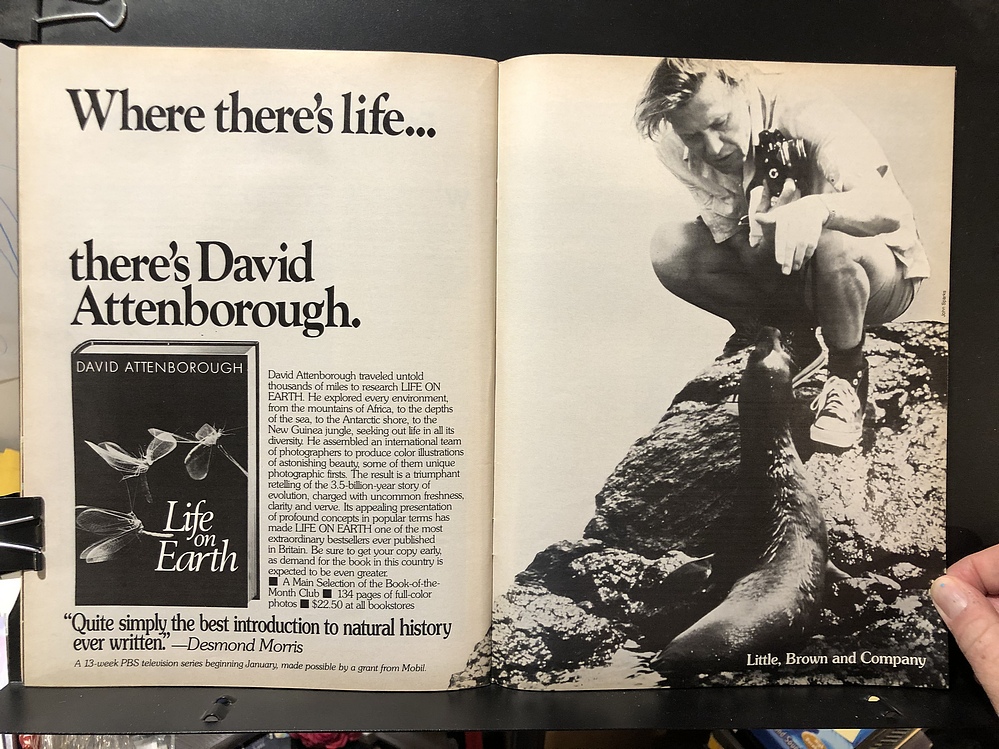 Where there's life...
there's David
Attenborough.
DAVID ATTENBOROUGH
Life
on
Earth
David Attenborough traveled untold
thousands of miles to research LIFE ON
EARTH. He explored every environment,
from the mountains of Africa, to the depths
of the sea, to the Antarctic shore, to the
New Guinea jungle, seeking out life in all its
diversity. He assembled an international team
of photographers to produce color illustrations
of astonishing beauty, some of them unique
photographic firsts. The result is a triumphant
retelling of the 3.5-billion-year story of
evolution, charged with uncommon freshness,
clarity and verve. Its appealing presentation
of profound concepts in popular terms has
made LIFE ON EARTH one of the most
extraordinary bestsellers ever published
in Britain. Be sure to get your copy early,
as demand for the book in this country is
expected to be even greater.
■ A Main Selection of the Book-of-the-
Month Club ■ 134 pages of full-color
photos ■ $22.50 at all bookstores
“Quite simply the best introduction to natural history
ever written.” —Desmond Morris
A 13-week PBS television series beginning January, made possible by a grant from Mobil.
John Sparks
Little, Brown and Company